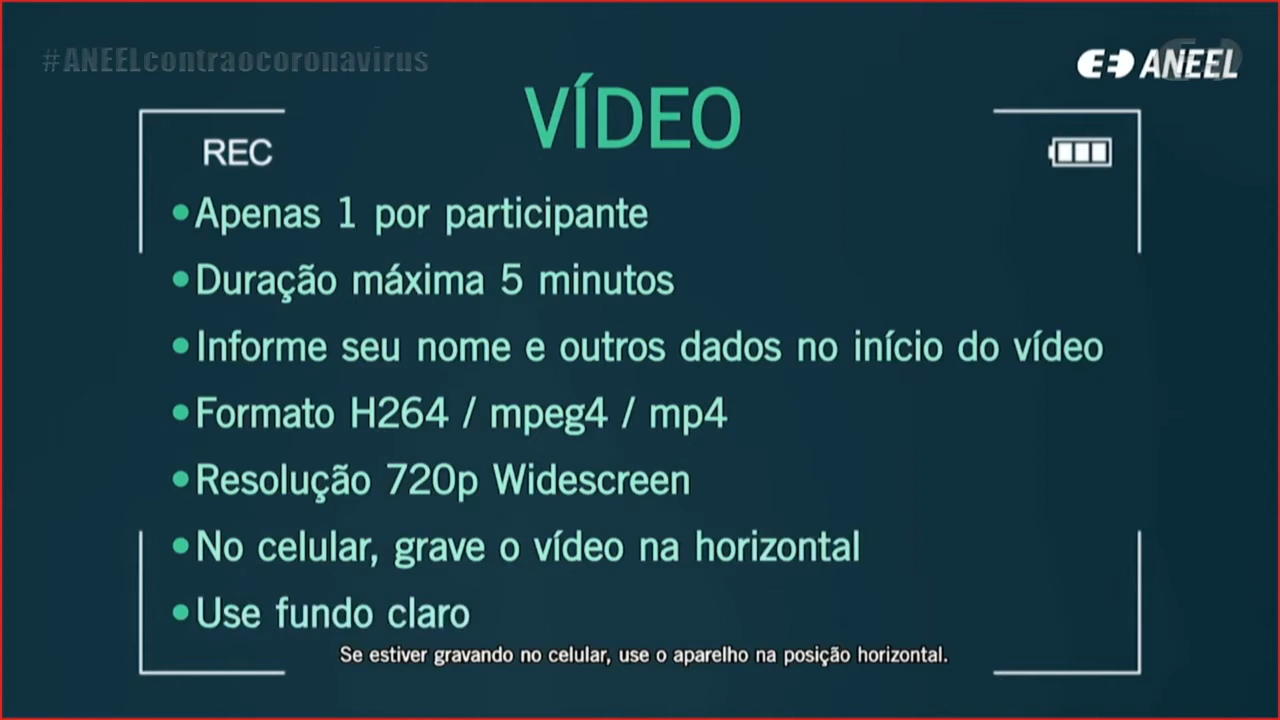 #ANEELcontraocoronavirus
ANEEL
VÍDEO
REC
•Apenas 1 por participante
•Duração máxima 5 minutos
•Informe seu nome e outros dados no início do vídeo
•Formato H264 / mpeg4 / mp4
•Resolução 720p Widescreen
•No celular, grave o vídeo na horizontal
•Use fundo claro
Se estiver gravando no celular, use o aparelho na posição horizontal.